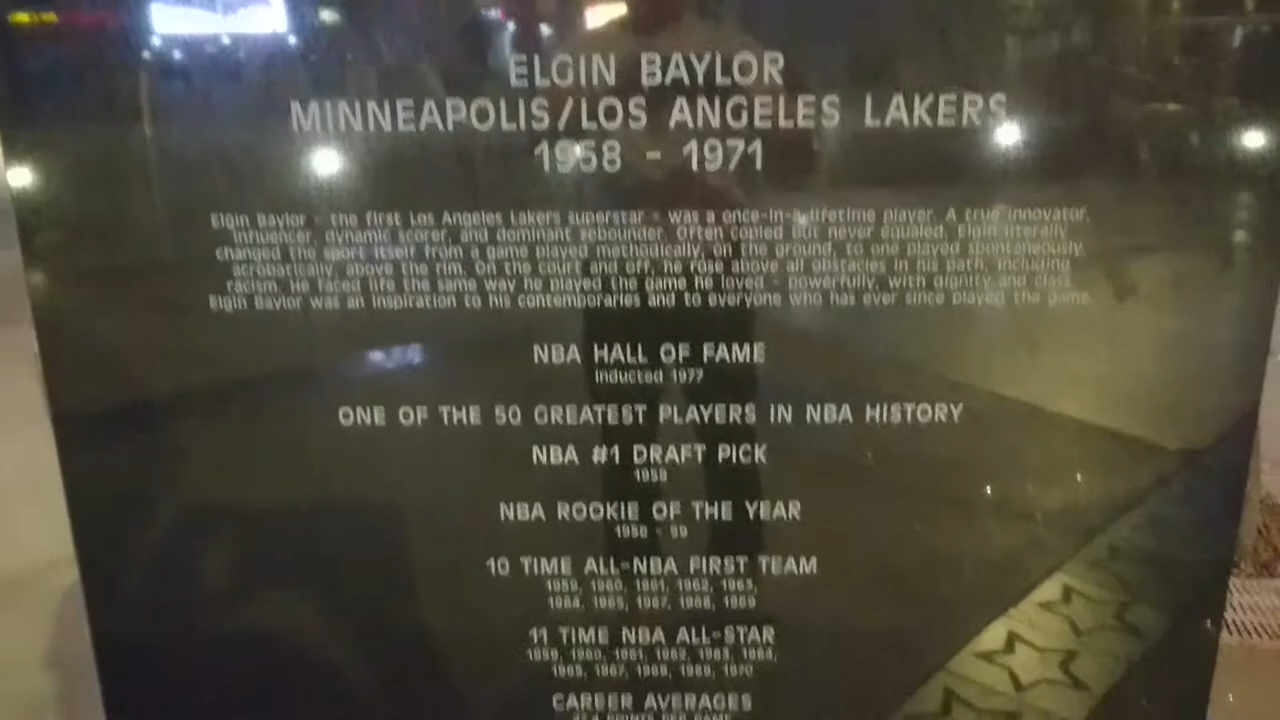 ELGIN BAYLOR
MINNEAPOLIS/LOS ANGELES LAKERS
1958 - 1971
Elgin Baylor - the first Los Angeles Lakers superstar - was a once-in-a-lifetime player. A true innovator,
influencer, dynamic scorer, and dominant rebounder. Often copied but never equaled, Elgin literally
changed the sport itself from a game played methodically, on the ground, to one played spontaneously,
acrobatically, above the rim. On the court and off, he rose above all obstacles in his path, including
racism. He faced life the same way he played the game he loved - powerfully, with dignity and class.
Elgin Baylor was an inspiration to his contemporaries and to everyone who has ever since played the game.
NBA HALL OF FAME
Inducted 1977
ONE OF THE 50 GREATEST PLAYERS IN NBA HISTORY
NBA #1 DRAFT PICK
1958
NBA ROOKIE OF THE YEAR
1958 - 59
10 TIME ALL-NBA FIRST TEAM
1959, 1960, 1961, 1962, 1963,
1964, 1965, 1967, 1968, 1969
11 TIME NBA ALL-STAR
1959, 1960, 1961, 1962, 1963, 1964,
1965, 1967, 1968, 1969, 1970
CAREER AVERAGES
27.4 POINTS PER GAME